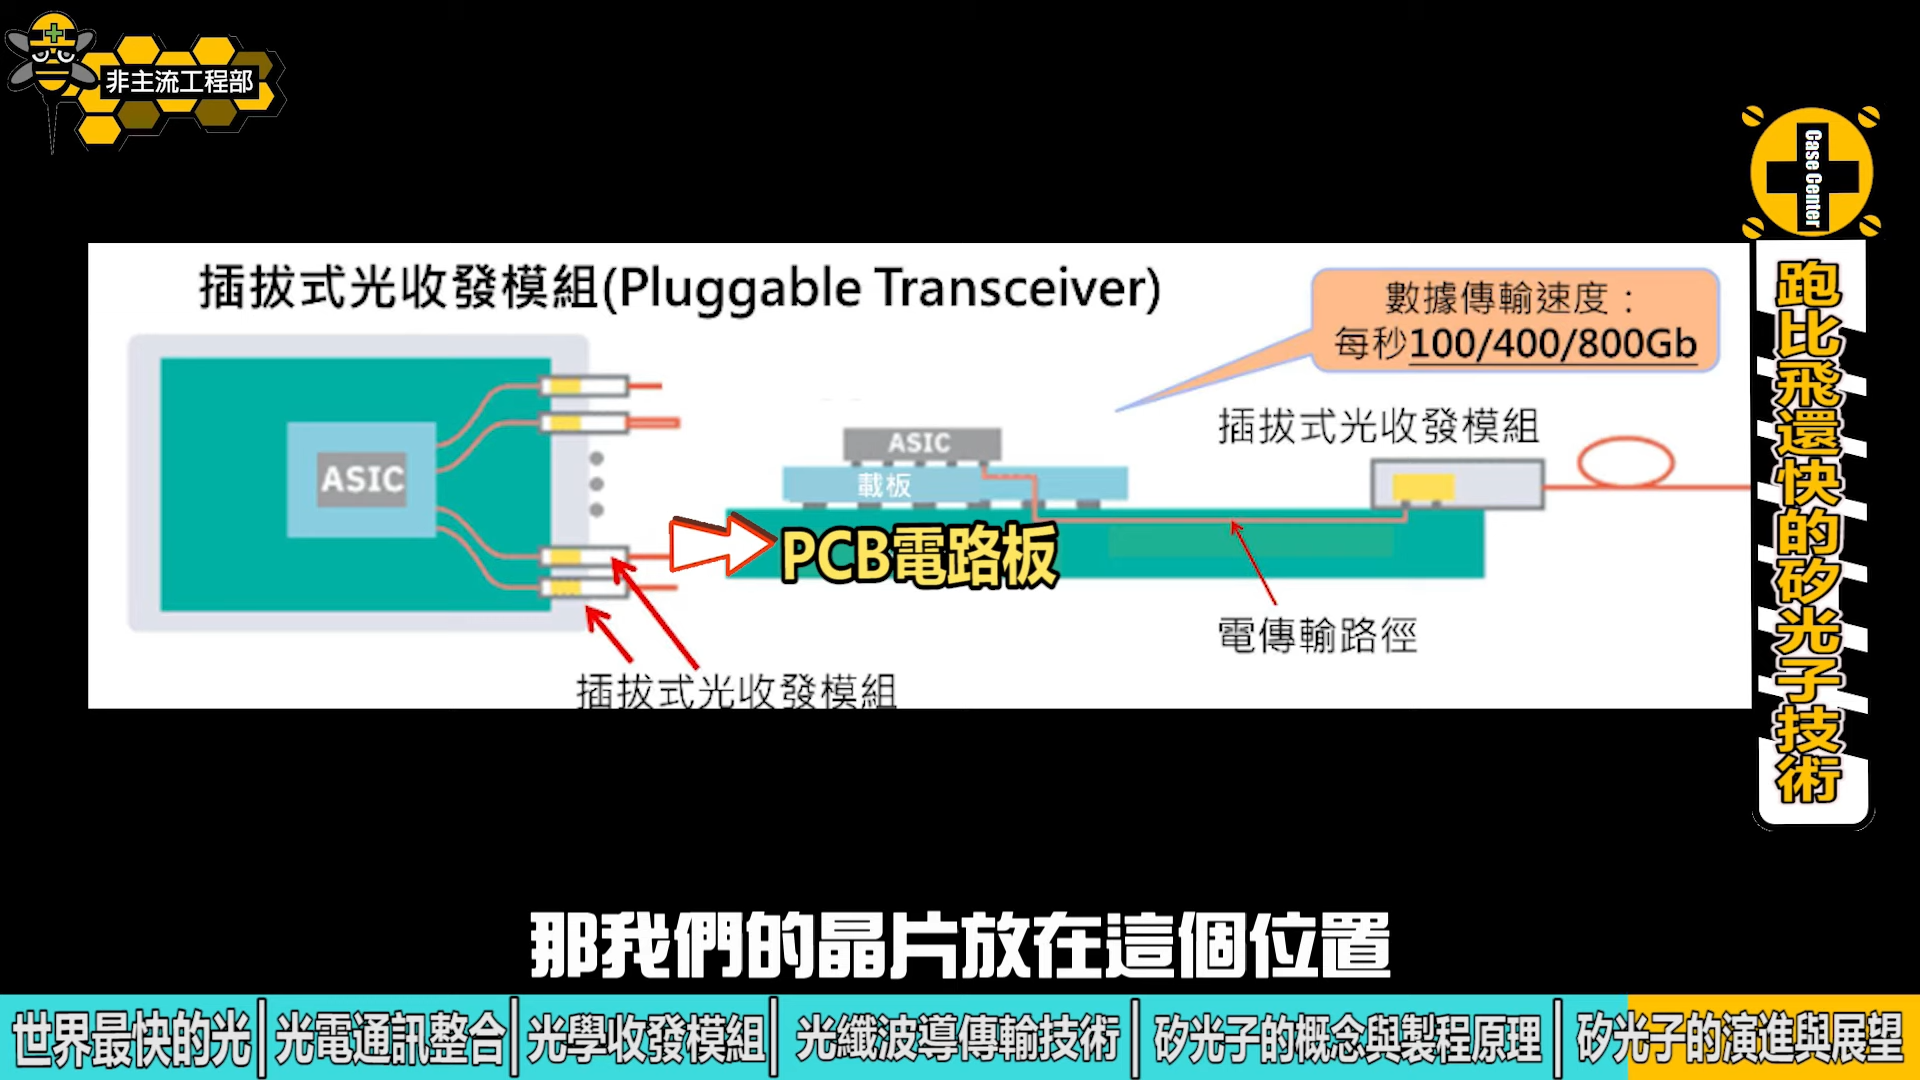 非主流工程部
Case Center
跑比飛還快的矽光子技術
插拔式光收發模組(Pluggable Transceiver)
數據傳輸速度：
每秒100/400/800Gb
ASIC
ASIC
載板
插拔式光收發模組
PCB電路板
電傳輸路徑
插拔式光收發模組
那我們的晶片放在這個位置
世界最快的光|光電通訊整合|光學收發模組|光纖波導傳輸技術|矽光子的概念與製程原理|矽光子的演進與展望